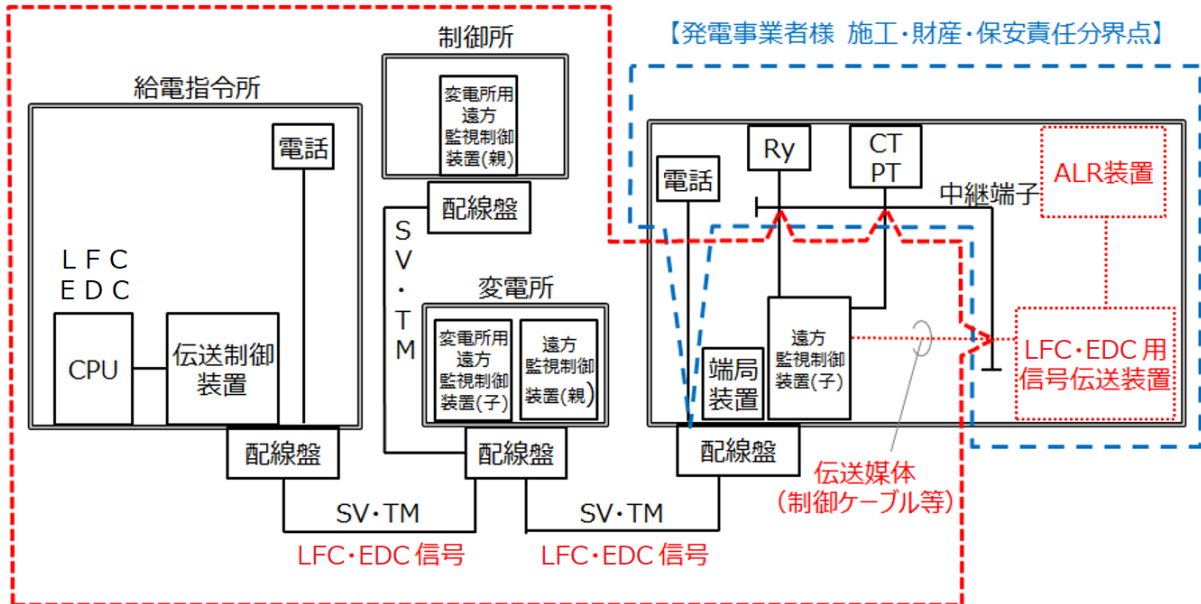 【発電事業者様 施工・財産・保安責任分界点】
制御所
変電所用
遠方
監視制御
装置(親)
配線盤
給電指令所
電話
LFC
EDC
CPU
伝送制御
装置
配線盤
SV・TM
変電所
変電所用
遠方
監視制御
装置(子)
遠方
監視制御
装置(親)
配線盤
電話
Ry
CT
PT
中継端子
ALR装置
端局
装置
遠方
監視制御
装置(子)
LFC・EDC用
信号伝送装置
配線盤
伝送媒体
(制御ケーブル等)
SV・TM
LFC・EDC信号
SV・TM
LFC・EDC信号